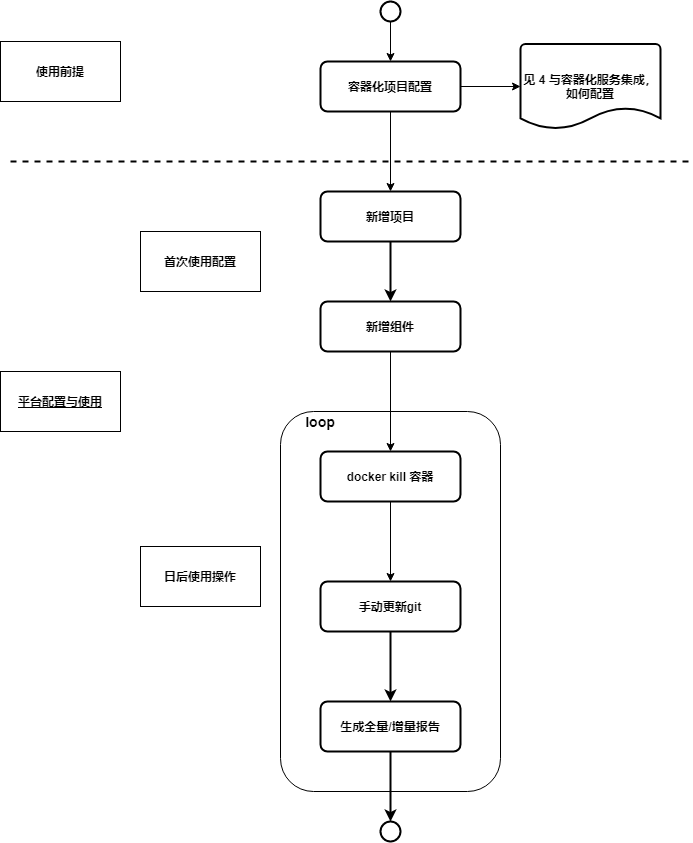 使用前提
容器化项目配置
见 4 与容器化服务集成，
如何配置
新增项目
首次使用配置
新增组件
平台配置与使用
loop
docker kill 容器
日后使用操作
手动更新git
生成全量/增量报告